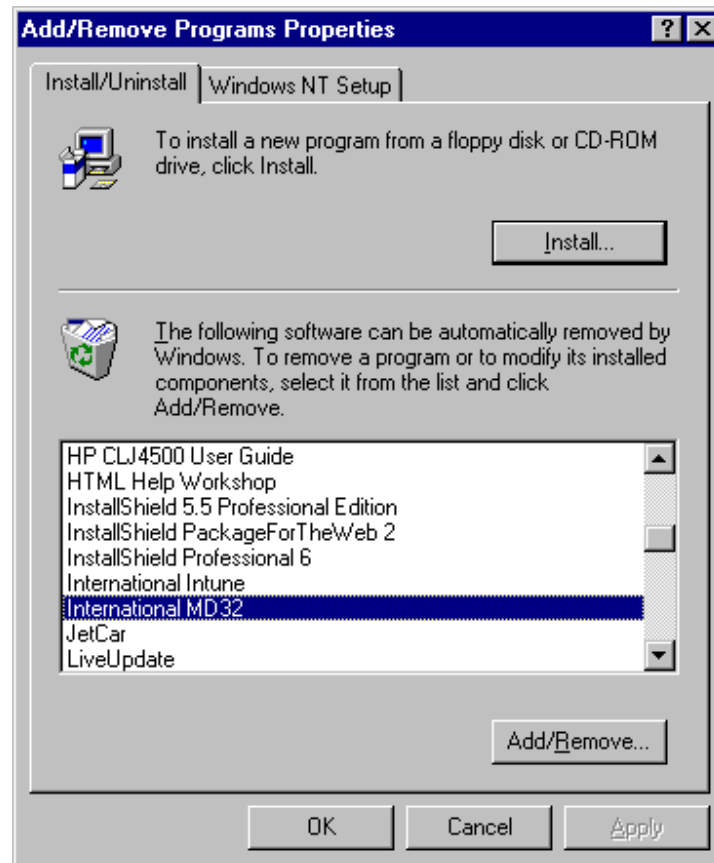 Add/Remove Programs Properties
Install/Uninstall
Windows NT Setup
To install a new program from a floppy disk or CD-ROM
drive, click Install.
Install...
The following software can be automatically removed by
Windows. To remove a program or to modify its installed
components, select it from the list and click
Add/Remove.
HP CLJ4500 User Guide
HTML Help Workshop
InstallShield 5.5 Professional Edition
InstallShield PackageForTheWeb 2
InstallShield Professional 6
International Intune
International MD32
JetCar
LiveUpdate
Add/Remove...
OK
Cancel
Apply